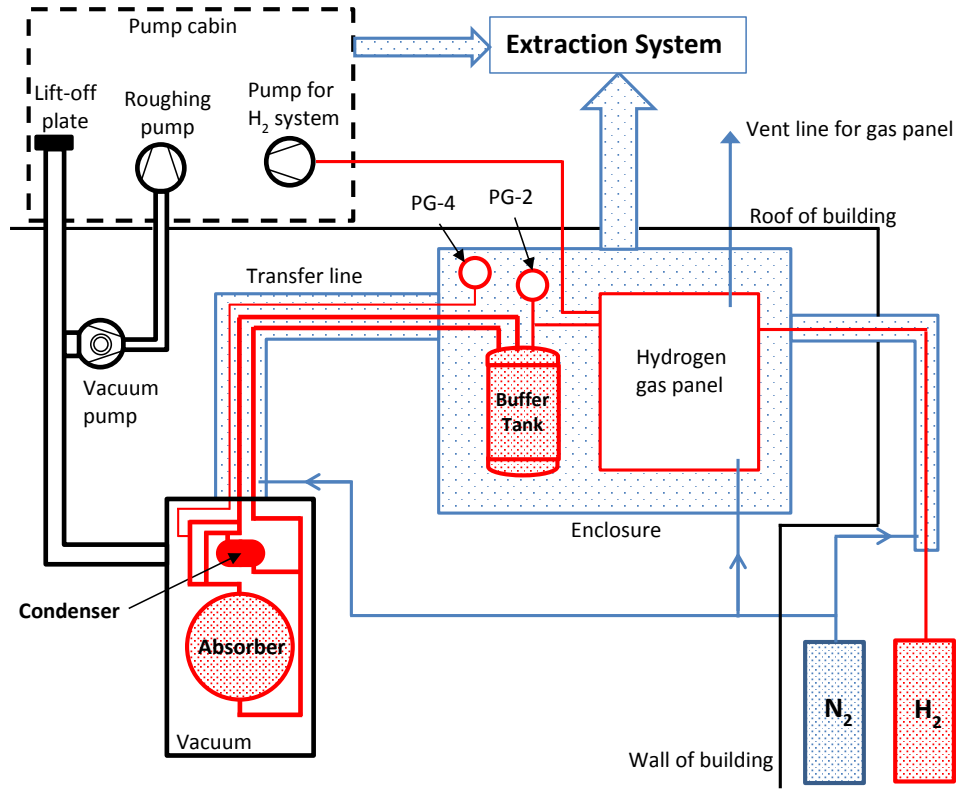 Pump cabin
Extraction System
Lift-off
plate
Roughing
pump
Pump for
H₂ system
Vent line for gas panel
PG-4
PG-2
Roof of building
Transfer line
Hydrogen
gas panel
Vacuum
pump
Buffer
Tank
Enclosure
Condenser
Absorber
Vacuum
N₂
H₂
Wall of building